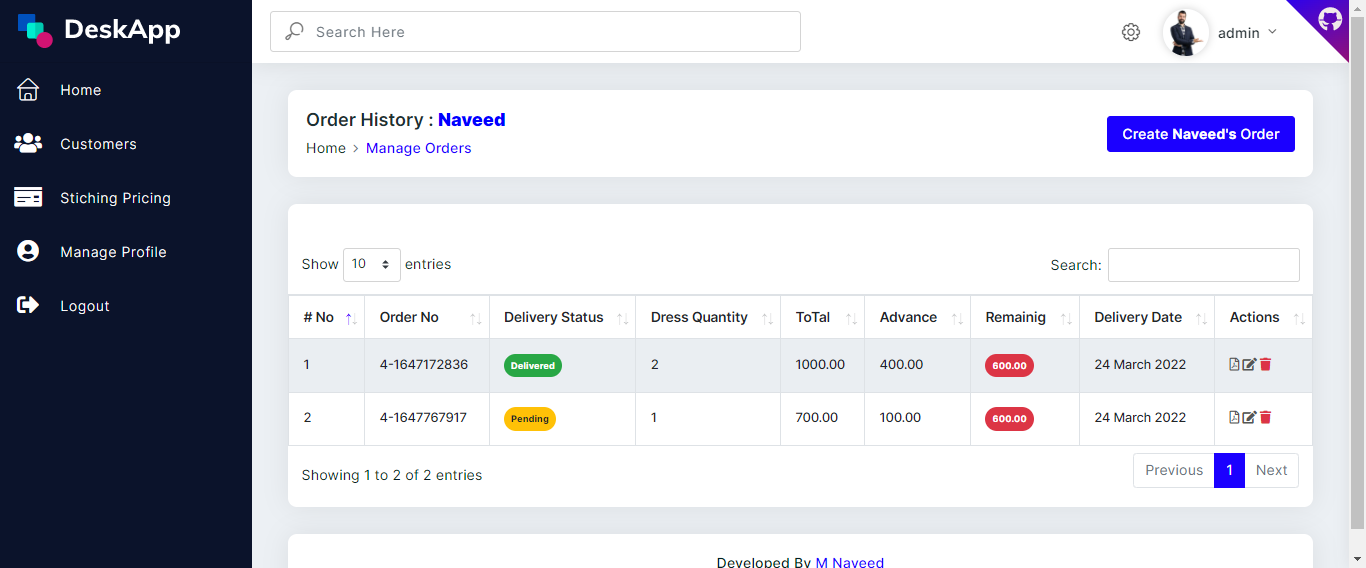 DeskApp
Search Here
admin
Home
Customers
Stiching Pricing
Manage Profile
Logout
Order History : Naveed
Home > Manage Orders
Create Naveed's Order
Show 10 entries
Search:
# No Order No Delivery Status Dress Quantity ToTal Advance Remainig Delivery Date Actions
1 4-1647172836 Delivered 2 1000.00 400.00 600.00 24 March 2022
2 4-1647767917 Pending 1 700.00 100.00 600.00 24 March 2022
Showing 1 to 2 of 2 entries
Previous 1 Next
Developed By M Naveed